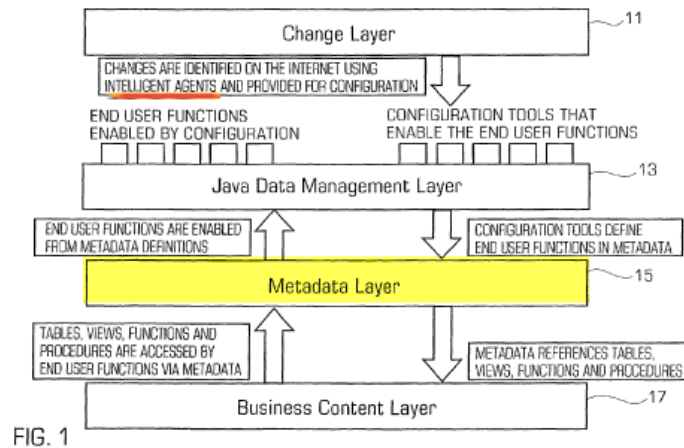 Change Layer
11
CHANGES ARE IDENTIFIED ON THE INTERNET USING
INTELLIGENT AGENTS AND PROVIDED FOR CONFIGURATION
END USER FUNCTIONS
ENABLED BY CONFIGURATION
CONFIGURATION TOOLS THAT
ENABLE THE END USER FUNCTIONS
Java Data Management Layer
13
END USER FUNCTIONS ARE ENABLED
FROM METADATA DEFINITIONS
CONFIGURATION TOOLS DEFINE
END USER FUNCTIONS IN METADATA
Metadata Layer
15
TABLES, VIEWS, FUNCTIONS AND
PROCEDURES ARE ACCESSED BY
END USER FUNCTIONS VIA METADATA
METADATA REFERENCES TABLES,
VIEWS, FUNCTIONS AND PROCEDURES
Business Content Layer
17
FIG. 1